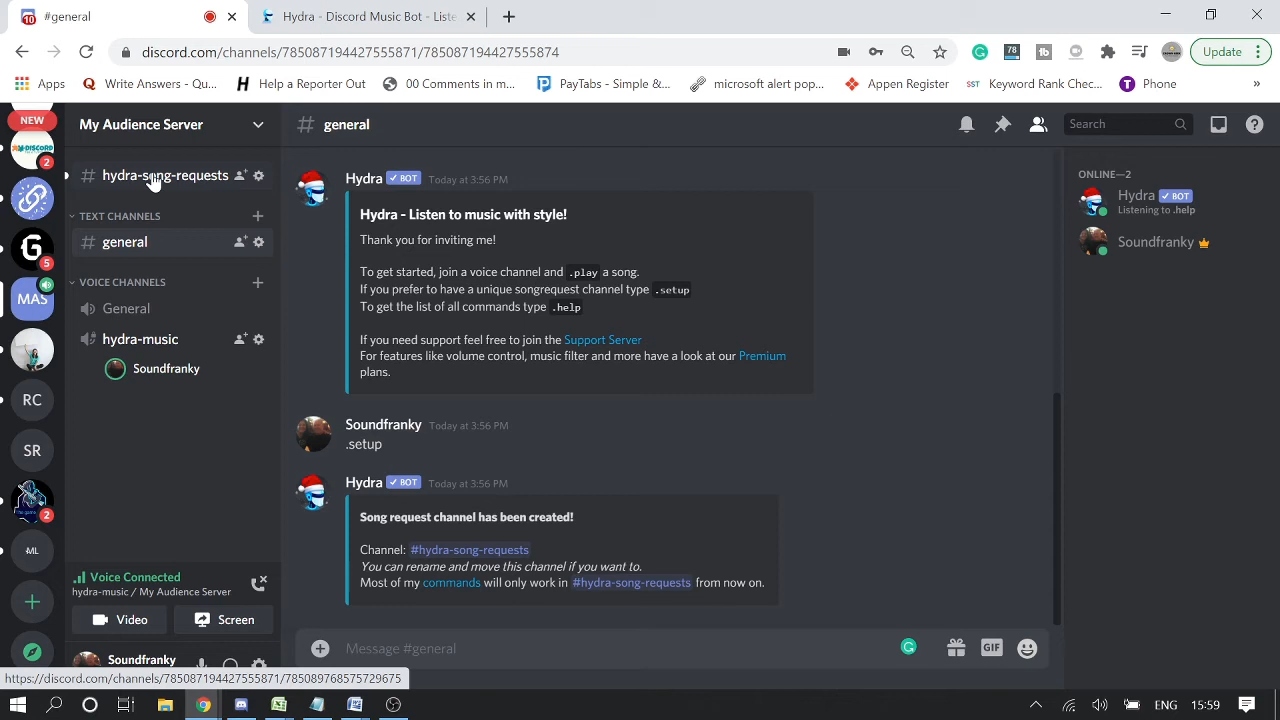 #general
Hydra - Discord Music Bot - Liste
discord.com/channels/785087194427555871/785087194427555874
78
Update
Apps
Write Answers - Qu...
Help a Reporter Out
00 Comments in m...
PayTabs - Simple &...
microsoft alert pop...
Appen Register
SST Keyword Rank Chec...
Phone
»
NEW
My Audience Server
# general
Search
DISCORD
2
# hydra-song-requests
TEXT CHANNELS
# general
VOICE CHANNELS
General
hydra-music
Soundfranky
G
5
MAS
RC
SR
2
ML
Hydra BOT Today at 3:56 PM
Hydra - Listen to music with style!
Thank you for inviting me!
To get started, join a voice channel and .play a song.
If you prefer to have a unique songrequest channel type .setup
To get the list of all commands type .help
If you need support feel free to join the Support Server
For features like volume control, music filter and more have a look at our Premium
plans.
Soundfranky Today at 3:56 PM
.setup
Hydra BOT Today at 3:56 PM
Song request channel has been created!
Channel: #hydra-song-requests
You can rename and move this channel if you want to.
Most of my commands will only work in #hydra-song-requests from now on.
Message #general
GIF
ONLINE—2
Hydra BOT
Listening to .help
Soundfranky
Voice Connected
hydra-music / My Audience Server
Video
Screen
Soundfranky
https://discord.com/channels/785087194427555871/785089768375729675
ENG
15:59